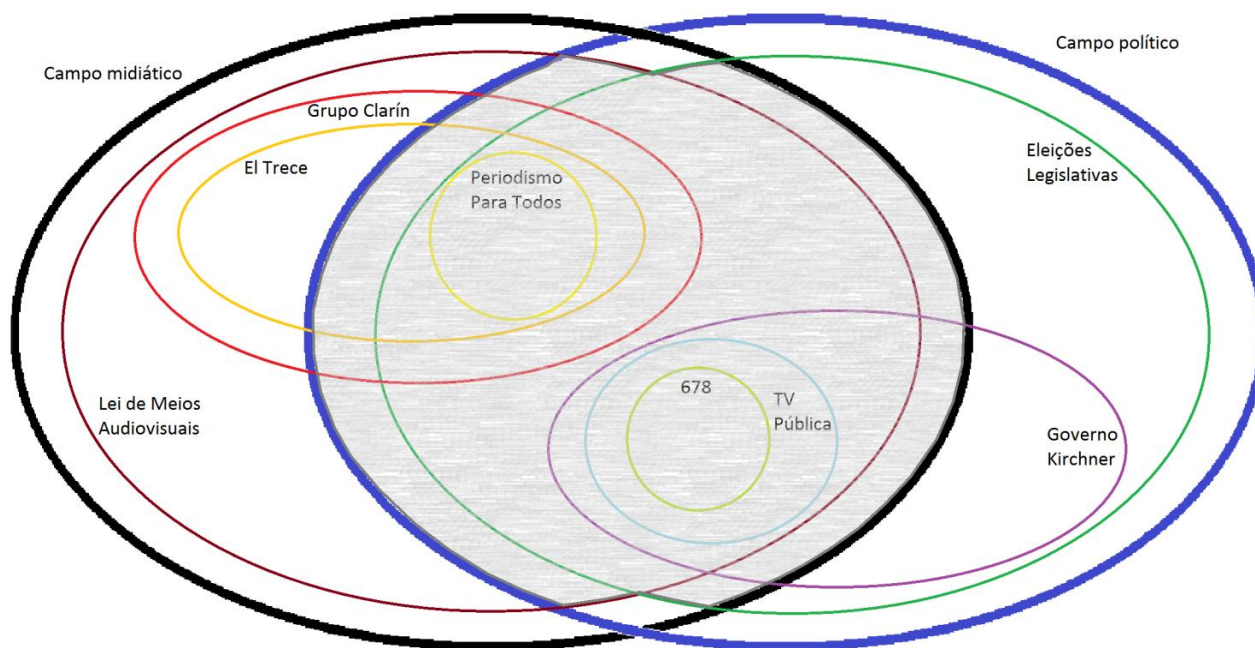 Campo midiático
Campo político
Grupo Clarín
El Trece
Periodismo
Para Todos
Eleições
Legislativas
678
TV
Pública
Lei de Meios
Audiovisuais
Governo
Kirchner